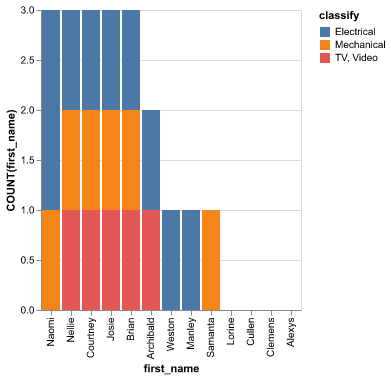 classify
Electrical
Mechanical
TV, Video
COUNT(first_name)
3.0
2.5
2.0
1.5
1.0
0.5
0.0
Naomi
Nellie
Courtney
Josie
Brian
Archibald
Weston
Manley
Samanta
Lorine
Cullen
Clemens
Alexys
first_name